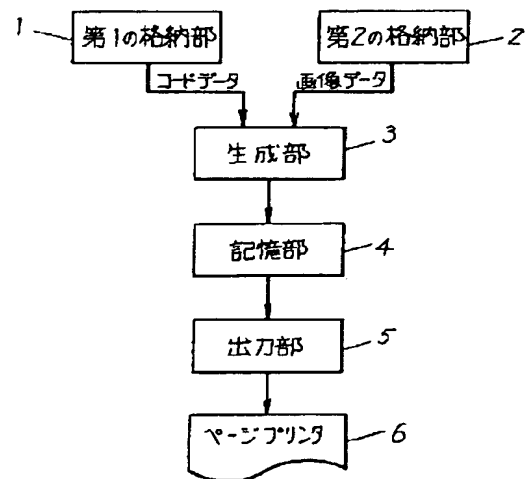 1
第1の格納部
第2の格納部
2
コードデータ
画像データ
生成部
3
記憶部
4
出力部
5
ページプリンタ
6